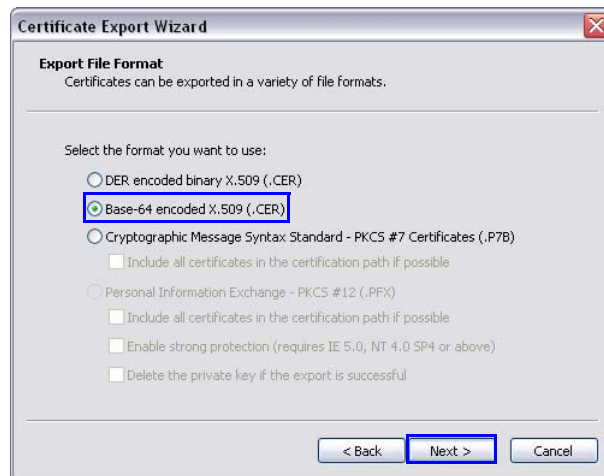 Certificate Export Wizard
Export File Format
Certificates can be exported in a variety of file formats.
Select the format you want to use:
DER encoded binary X.509 (.CER)
Base-64 encoded X.509 (.CER)
Cryptographic Message Syntax Standard - PKCS #7 Certificates (.P7B)
Include all certificates in the certification path if possible
Personal Information Exchange - PKCS #12 (.PFX)
Include all certificates in the certification path if possible
Enable strong protection (requires IE 5.0, NT 4.0 SP4 or above)
Delete the private key if the export is successful
< Back Next > Cancel